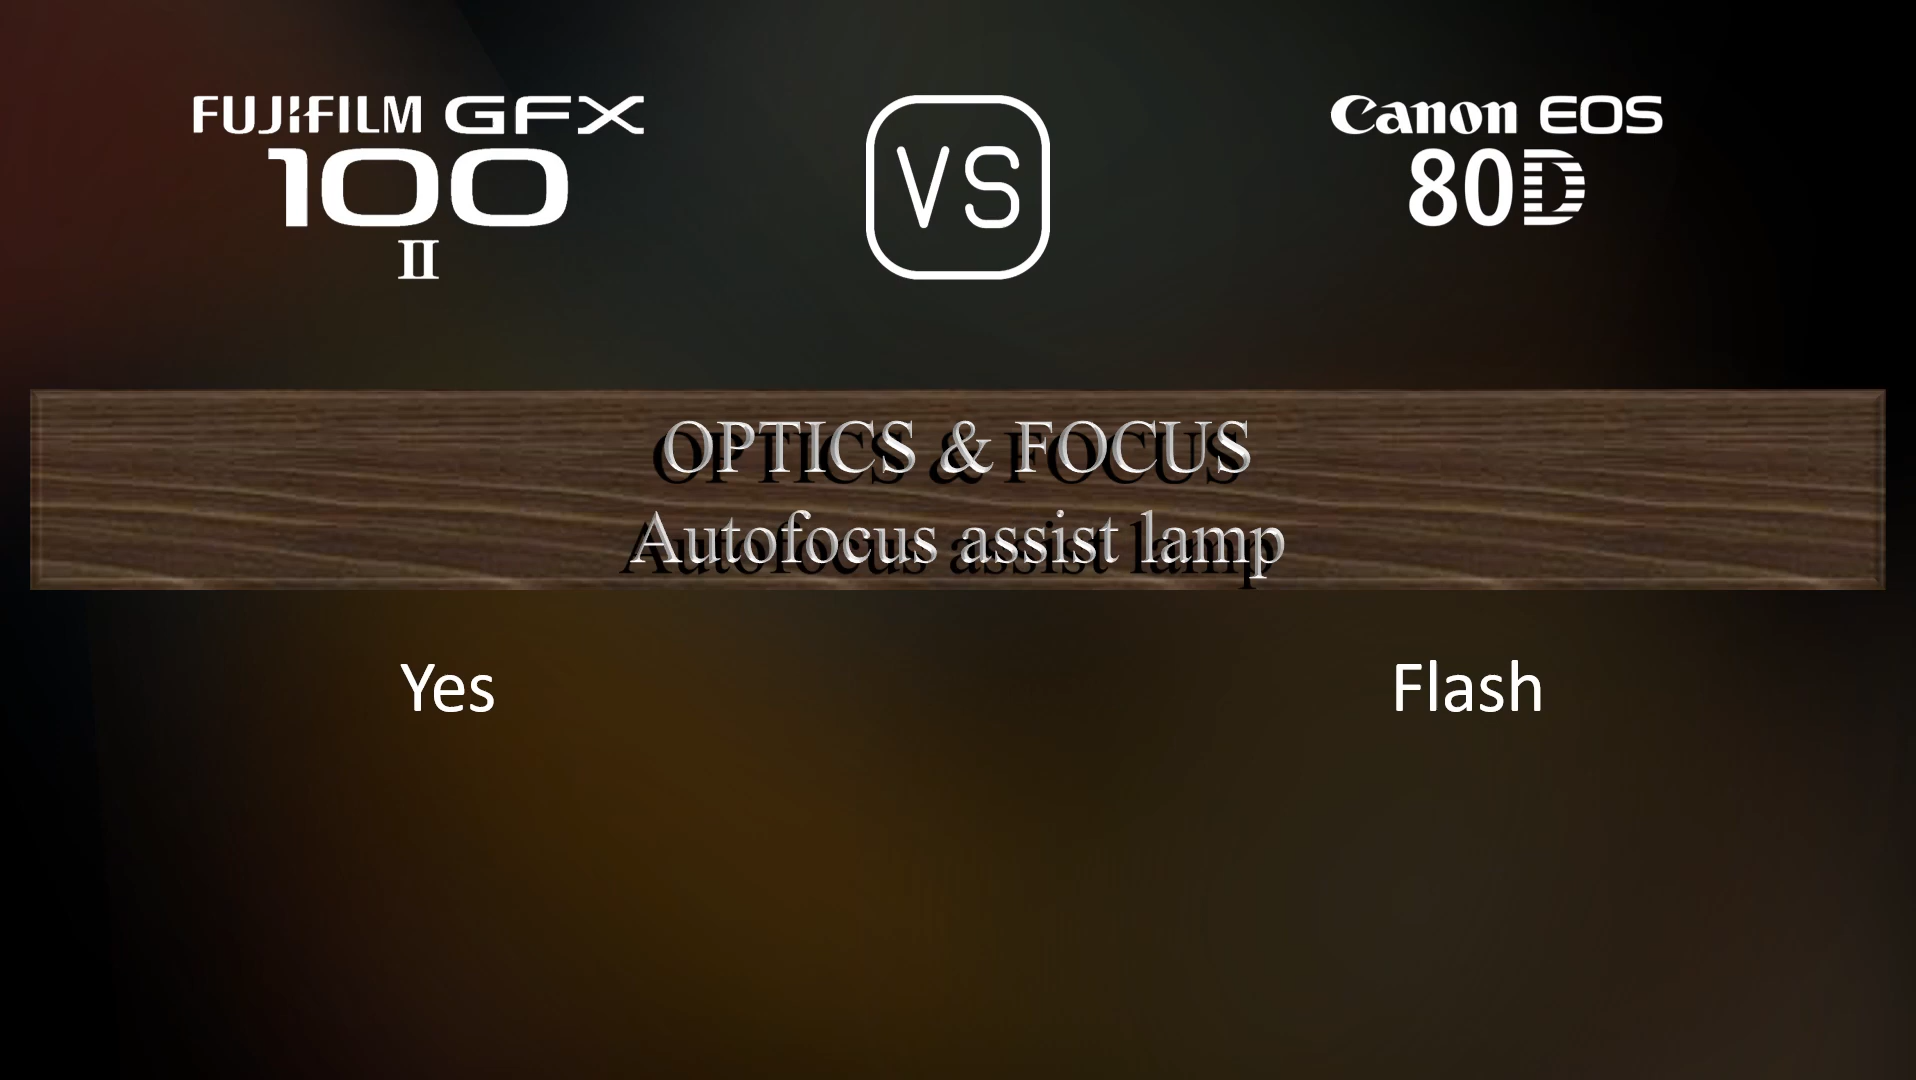 FUJIFILM GFX
100
II
VS
Canon EOS
80D
OPTICS & FOCUS
Autofocus assist lamp
Yes
Flash